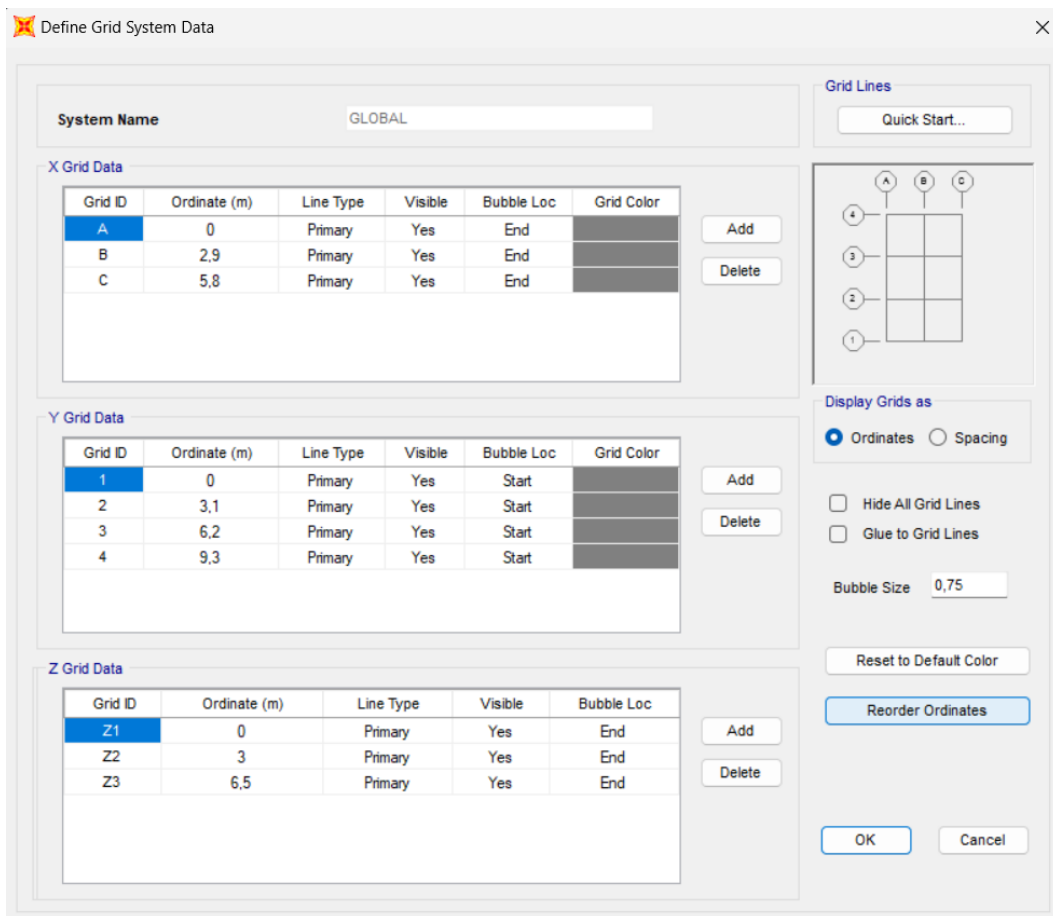 Define Grid System Data
System Name GLOBAL
Grid Lines
Quick Start...
X Grid Data
Grid ID Ordinate (m) Line Type Visible Bubble Loc Grid Color
A 0 Primary Yes End
B 2,9 Primary Yes End
C 5,8 Primary Yes End
Add
Delete
A B C
4
3
2
1
Y Grid Data
Grid ID Ordinate (m) Line Type Visible Bubble Loc Grid Color
1 0 Primary Yes Start
2 3,1 Primary Yes Start
3 6,2 Primary Yes Start
4 9,3 Primary Yes Start
Add
Delete
Display Grids as
Ordinates Spacing
Hide All Grid Lines
Glue to Grid Lines
Bubble Size 0,75
Z Grid Data
Grid ID Ordinate (m) Line Type Visible Bubble Loc
Z1 0 Primary Yes End
Z2 3 Primary Yes End
Z3 6,5 Primary Yes End
Add
Delete
Reset to Default Color
Reorder Ordinates
OK Cancel